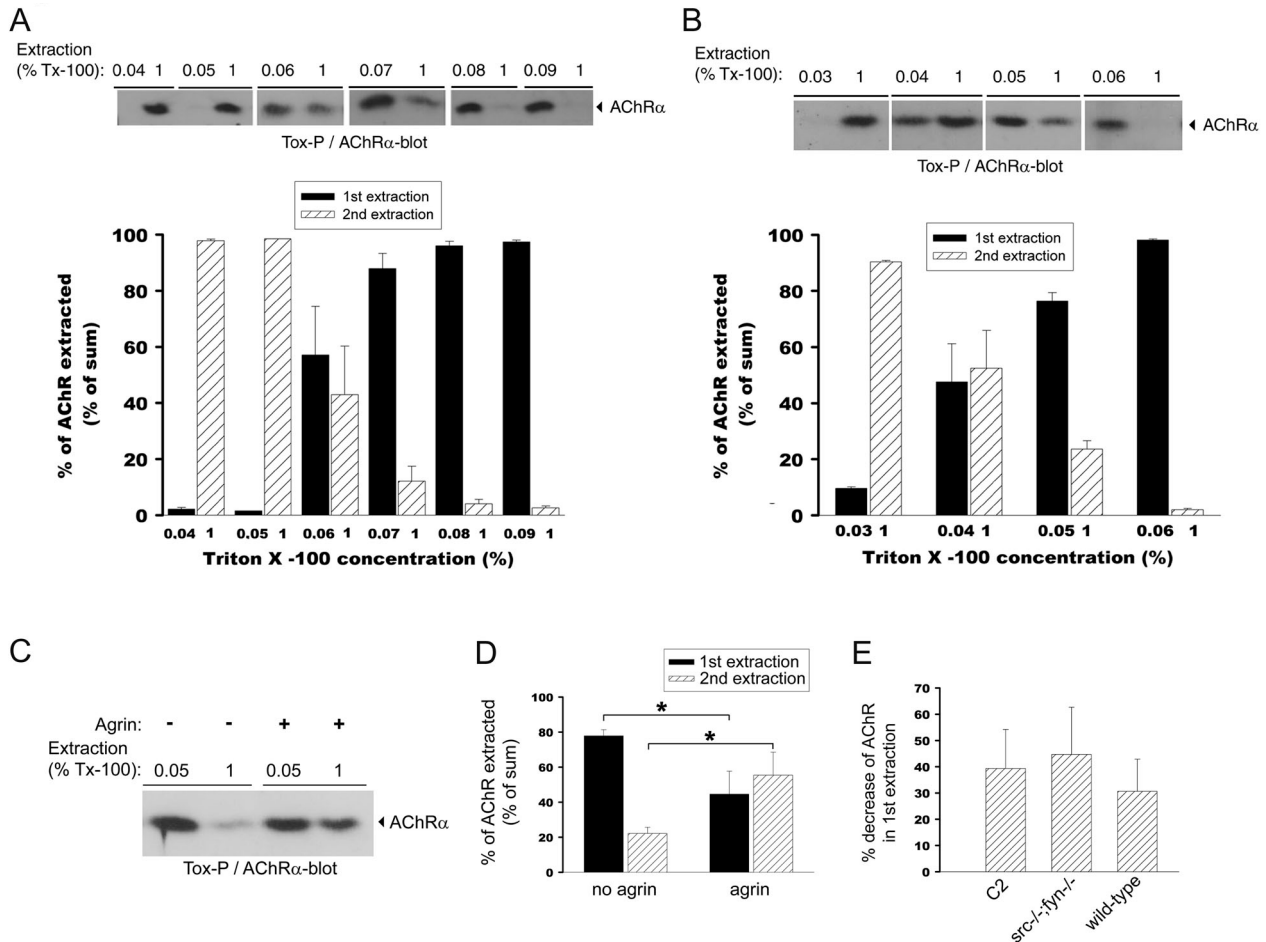 A
Extraction
(% Tx-100): 0.04 1 0.05 1 0.06 1 0.07 1 0.08 1 0.09 1
AChRα
Tox-P / AChRα-blot
1st extraction
2nd extraction
% of AChR extracted
(% of sum)
100
80
60
40
20
0
0.04 1 0.05 1 0.06 1 0.07 1 0.08 1 0.09 1
Triton X -100 concentration (%)
B
Extraction
(% Tx-100): 0.03 1 0.04 1 0.05 1 0.06 1
AChRα
Tox-P / AChRα-blot
1st extraction
2nd extraction
% of AChR extracted
(% of sum)
100
80
60
40
20
0
0.03 1 0.04 1 0.05 1 0.06 1
Triton X -100 concentration (%)
C
Agrin: - - + +
Extraction
(% Tx-100): 0.05 1 0.05 1
AChRα
Tox-P / AChRα-blot
D
1st extraction
2nd extraction
% of AChR extracted
(% of sum)
100
80
60
40
20
0
* *
no agrin agrin
E
% decrease of AChR
in 1st extraction
70
60
50
40
30
20
10
0
C2
src-/-;fyn-/-
wild-type